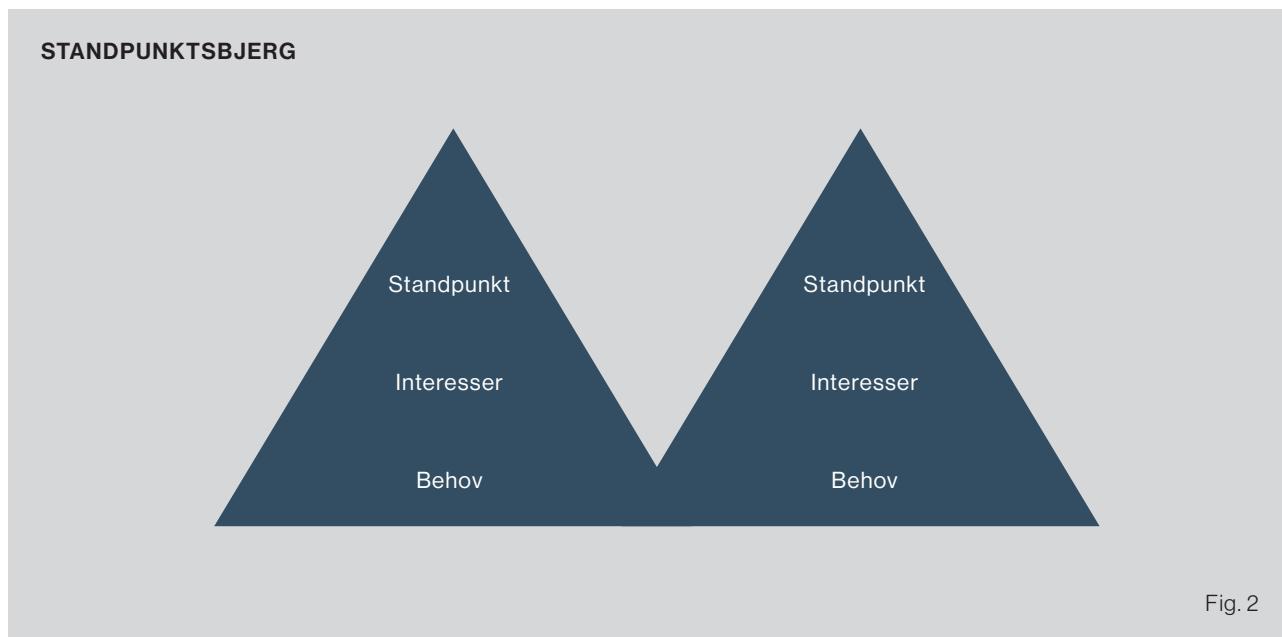 STANDPUNKTSBJERG
Standpunkt
Interesser
Behov
Standpunkt
Interesser
Behov
Fig. 2